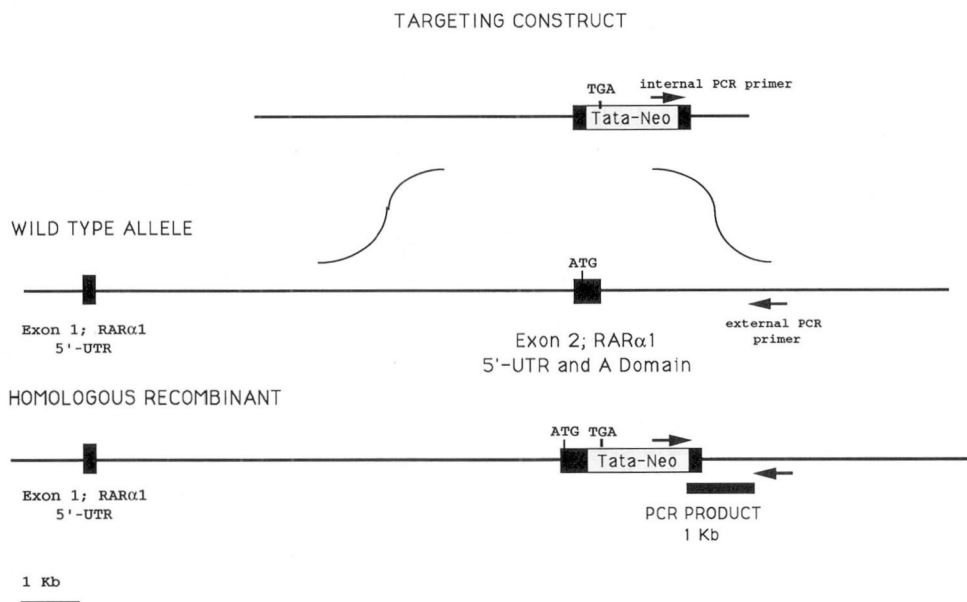 TARGETING CONSTRUCT
TGA
internal PCR primer
Tata-Neo
WILD TYPE ALLELE
ATG
Exon 1; RARα1
5'-UTR
Exon 2; RARα1
5'-UTR and A Domain
external PCR
primer
HOMOLOGOUS RECOMBINANT
ATG TGA
Tata-Neo
Exon 1; RARα1
5'-UTR
PCR PRODUCT
1 Kb
1 Kb